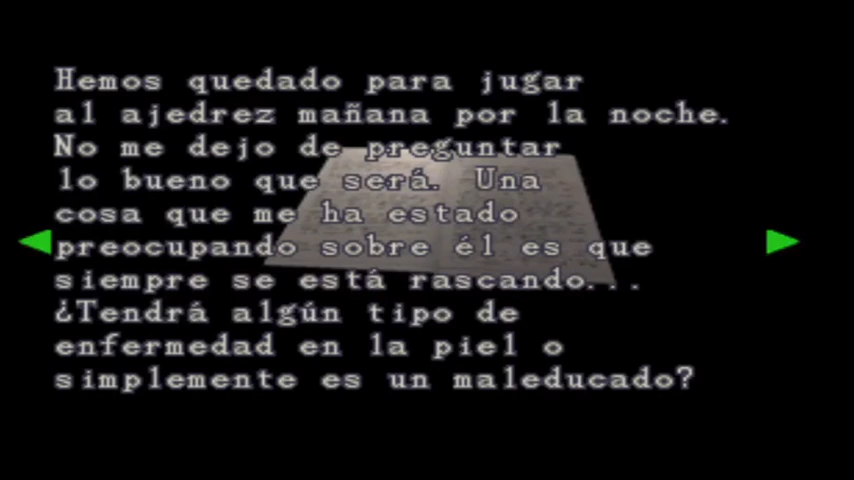 Hemos quedado para jugar
al ajedrez mañana por la noche.
No me dejo de preguntar
lo bueno que será. Una
cosa que me ha estado
preocupando sobre él es que
siempre se está rascando...
¿Tendrá algún tipo de
enfermedad en la piel o
simplemente es un maleducado?